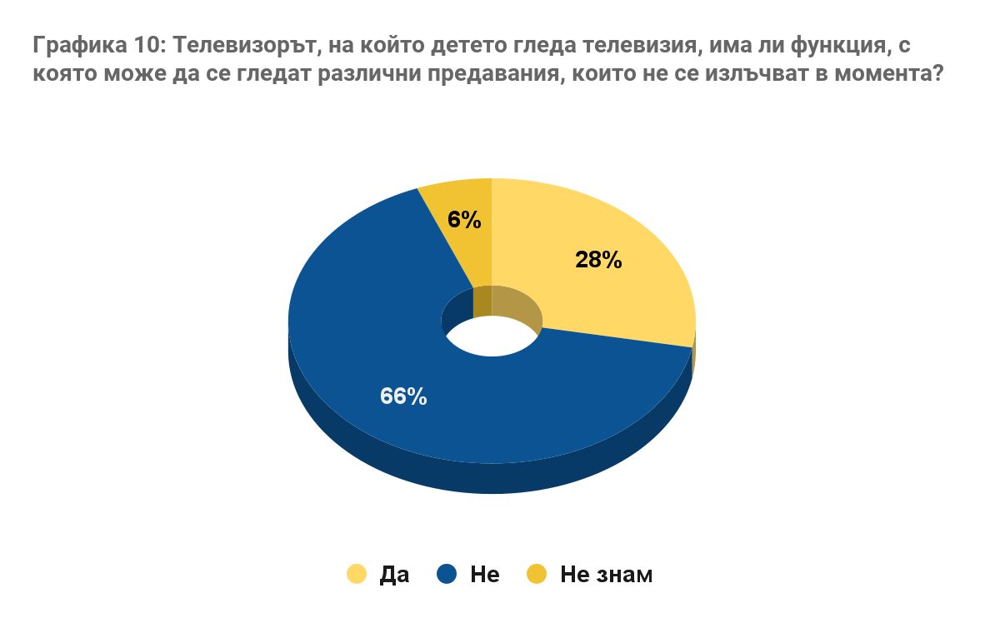 Графика 10: Телевизорът, на който детето гледа телевизия, има ли функция, с
която може да се гледат различни предавания, които не се излъчват в момента?
6%
28%
66%
Да
Не
Не знам